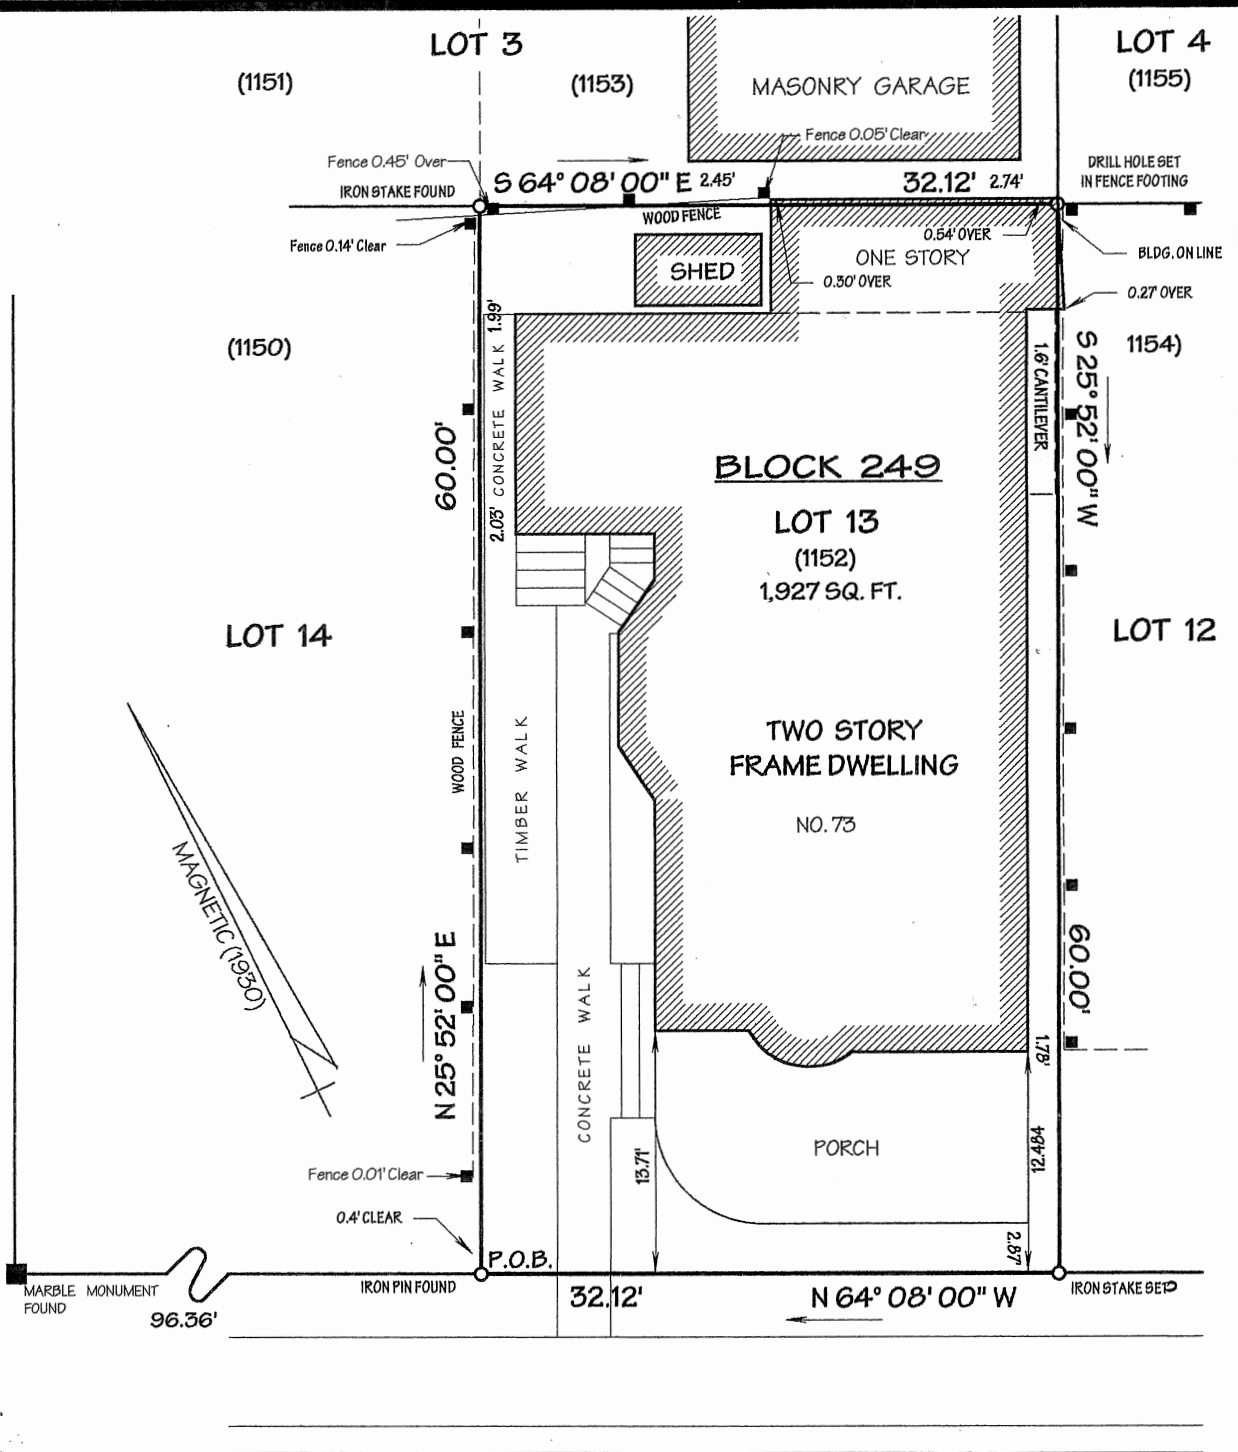 LOT 3
LOT 4
(1151)
(1153)
MASONRY GARAGE
(1155)
Fence 0.05' Clear
Fence 0.45' Over
IRON STAKE FOUND
S 64° 08' 00" E
2.45'
32.12'
2.74'
DRILL HOLE SET
IN FENCE FOOTING
WOOD FENCE
Fence 0.14' Clear
0.54' OVER
BLDG. ON LINE
SHED
ONE STORY
0.30' OVER
0.27' OVER
1.99'
(1150)
CONCRETE WALK
1.6' CANTILEVER
S 25° 52' 00" W
1154)
60.00'
2.03'
BLOCK 249
LOT 13
(1152)
1,927 SQ. FT.
LOT 14
LOT 12
WOOD FENCE
TIMBER WALK
TWO STORY
FRAME DWELLING
NO. 73
MAGNETIC (1930)
N 25° 52' 00" E
CONCRETE WALK
60.00'
1.78'
PORCH
13.71'
12.484
Fence 0.01' Clear
0.4' CLEAR
2.87'
P.O.B.
MARBLE MONUMENT
FOUND
96.36'
IRON PIN FOUND
32.12'
N 64° 08' 00" W
IRON STAKE SET